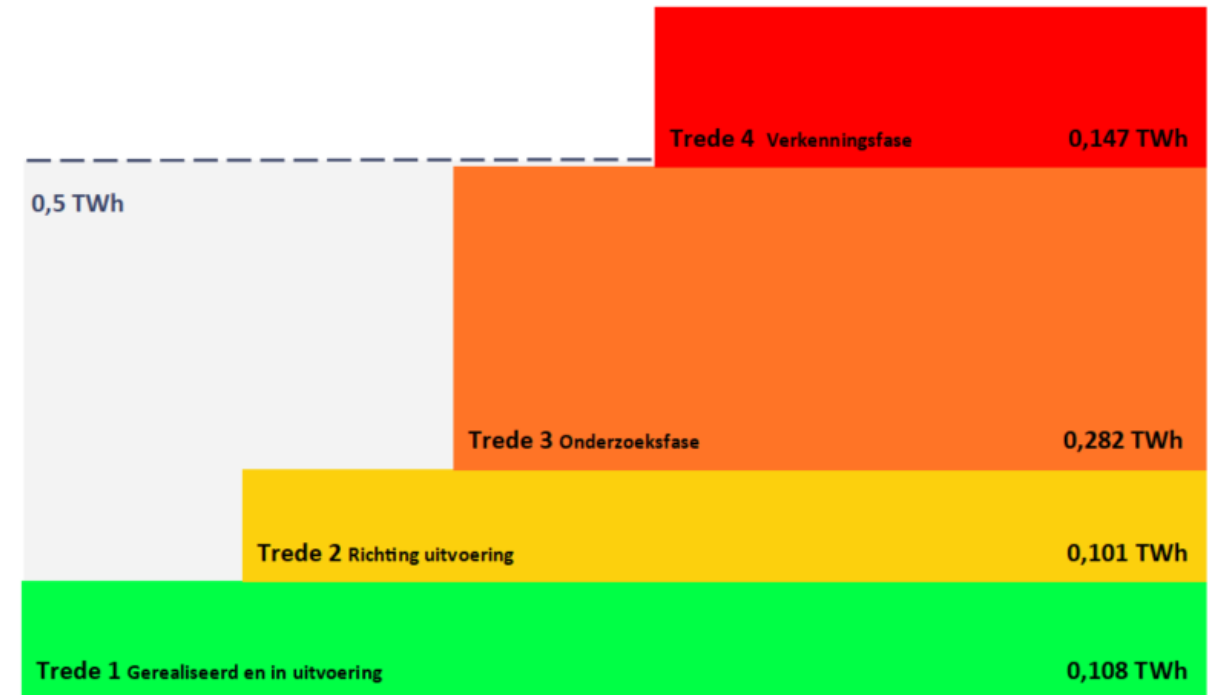 Trede 4 Verkenningsfase 0,147 TWh
0,5 TWh
Trede 3 Onderzoeksfase 0,282 TWh
Trede 2 Richting uitvoering 0,101 TWh
Trede 1 Gerealiseerd en in uitvoering 0,108 TWh